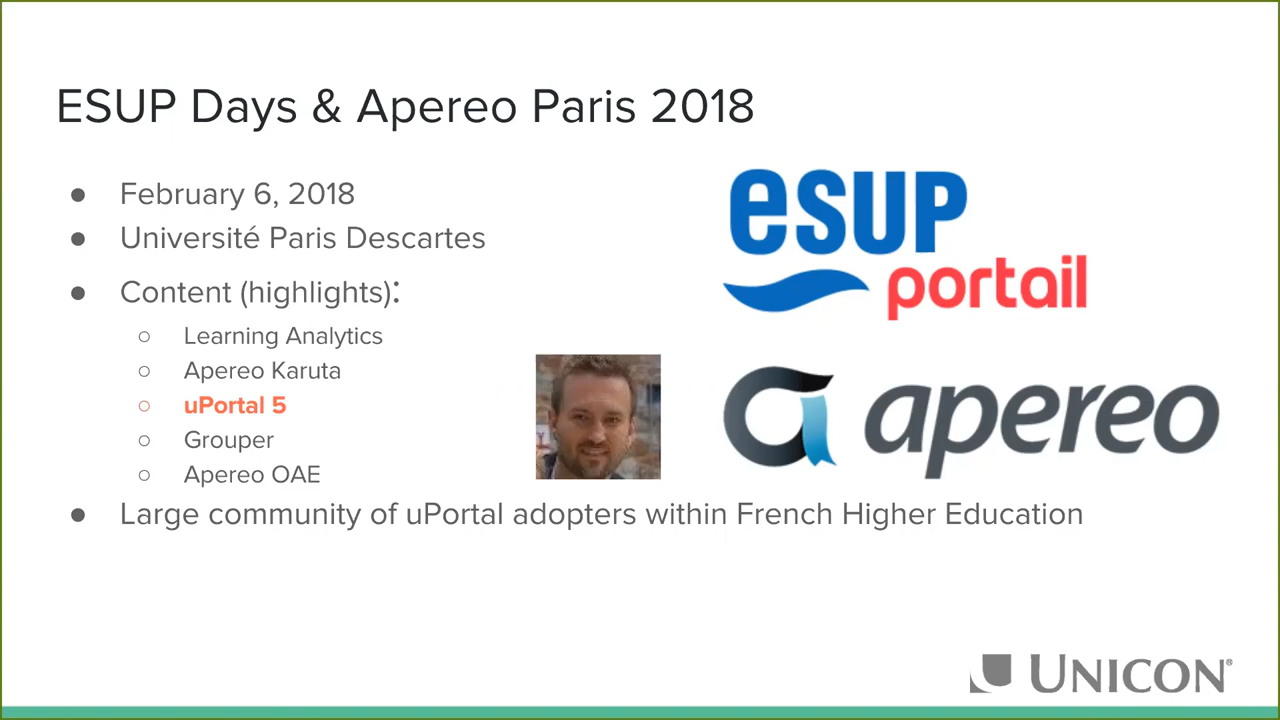 ESUP Days & Apereo Paris 2018
● February 6, 2018
● Université Paris Descartes
● Content (highlights):
○ Learning Analytics
○ Apereo Karuta
○ uPortal 5
○ Grouper
○ Apereo OAE
● Large community of uPortal adopters within French Higher Education
esup
portail
apereo
UNICON®